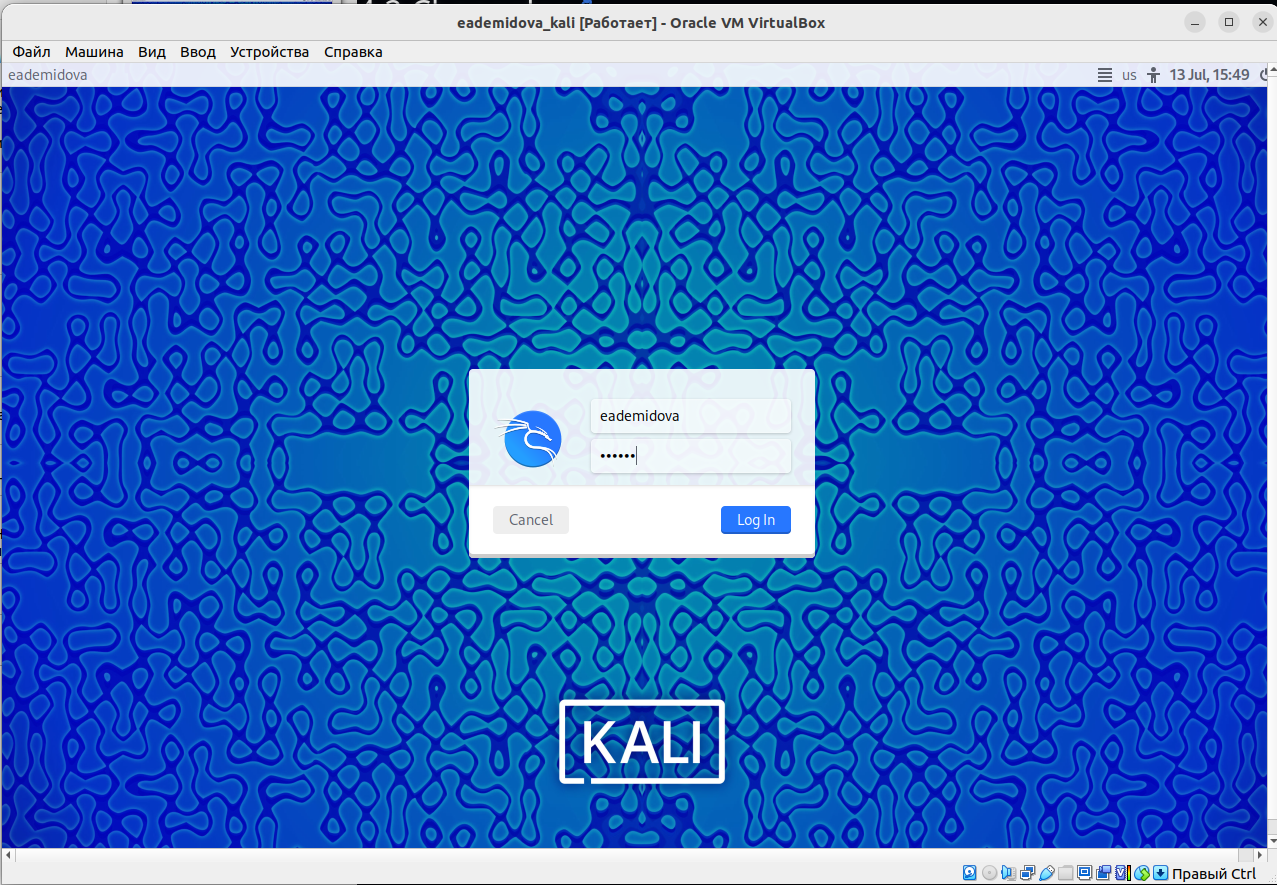 eademidova_kali [Работает] - Oracle VM VirtualBox
Файл Машина Вид Ввод Устройства Справка
eademidova us 13 Jul, 15:49
eademidova
••••••
Cancel Log In
KALI
Правый Ctrl